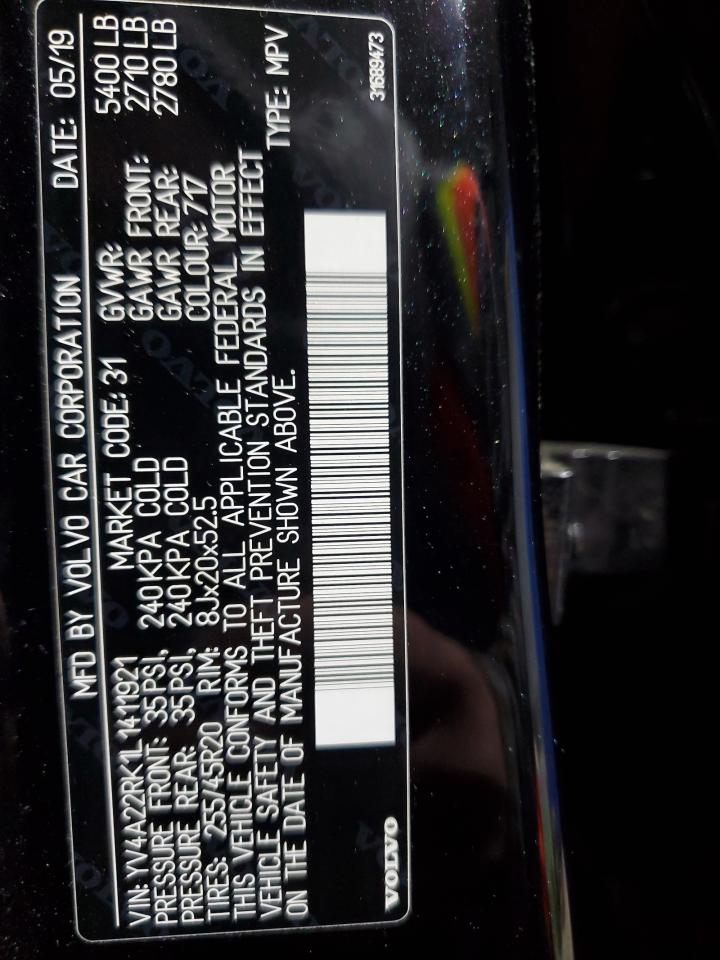 MFD BY VOLVO CAR CORPORATION DATE: 05/19
VIN: YV4A22RK1L1411921 MARKET CODE: 31 GVWR: 5400 LB
PRESSURE FRONT: 35PSI, 240KPA COLD GAWR FRONT: 2710 LB
PRESSURE REAR: 35PSI, 240KPA COLD GAWR REAR: 2780 LB
TIRES: 255/45R20 RIM: 8Jx20x52.5 COLOUR: 717
THIS VEHICLE CONFORMS TO ALL APPLICABLE FEDERAL MOTOR
VEHICLE SAFETY AND THEFT PREVENTION STANDARDS IN EFFECT
ON THE DATE OF MANUFACTURE SHOWN ABOVE. TYPE: MPV
VOLVO 31689473